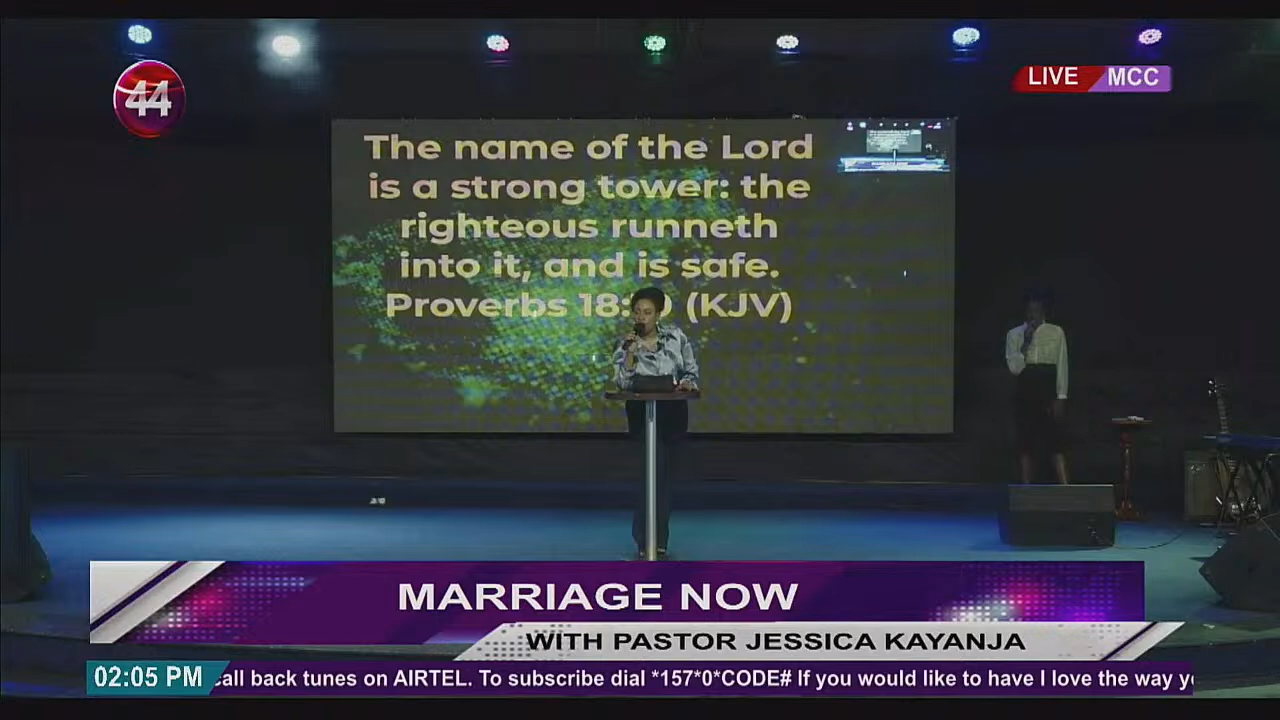 44
LIVE MCC
The name of the Lord
is a strong tower: the
righteous runneth
into it, and is safe.
Proverbs 18: (KJV)
MARRIAGE NOW
WITH PASTOR JESSICA KAYANJA
02:05 PM
call back tunes on AIRTEL. To subscribe dial *157*0*CODE# If you would like to have I love the way